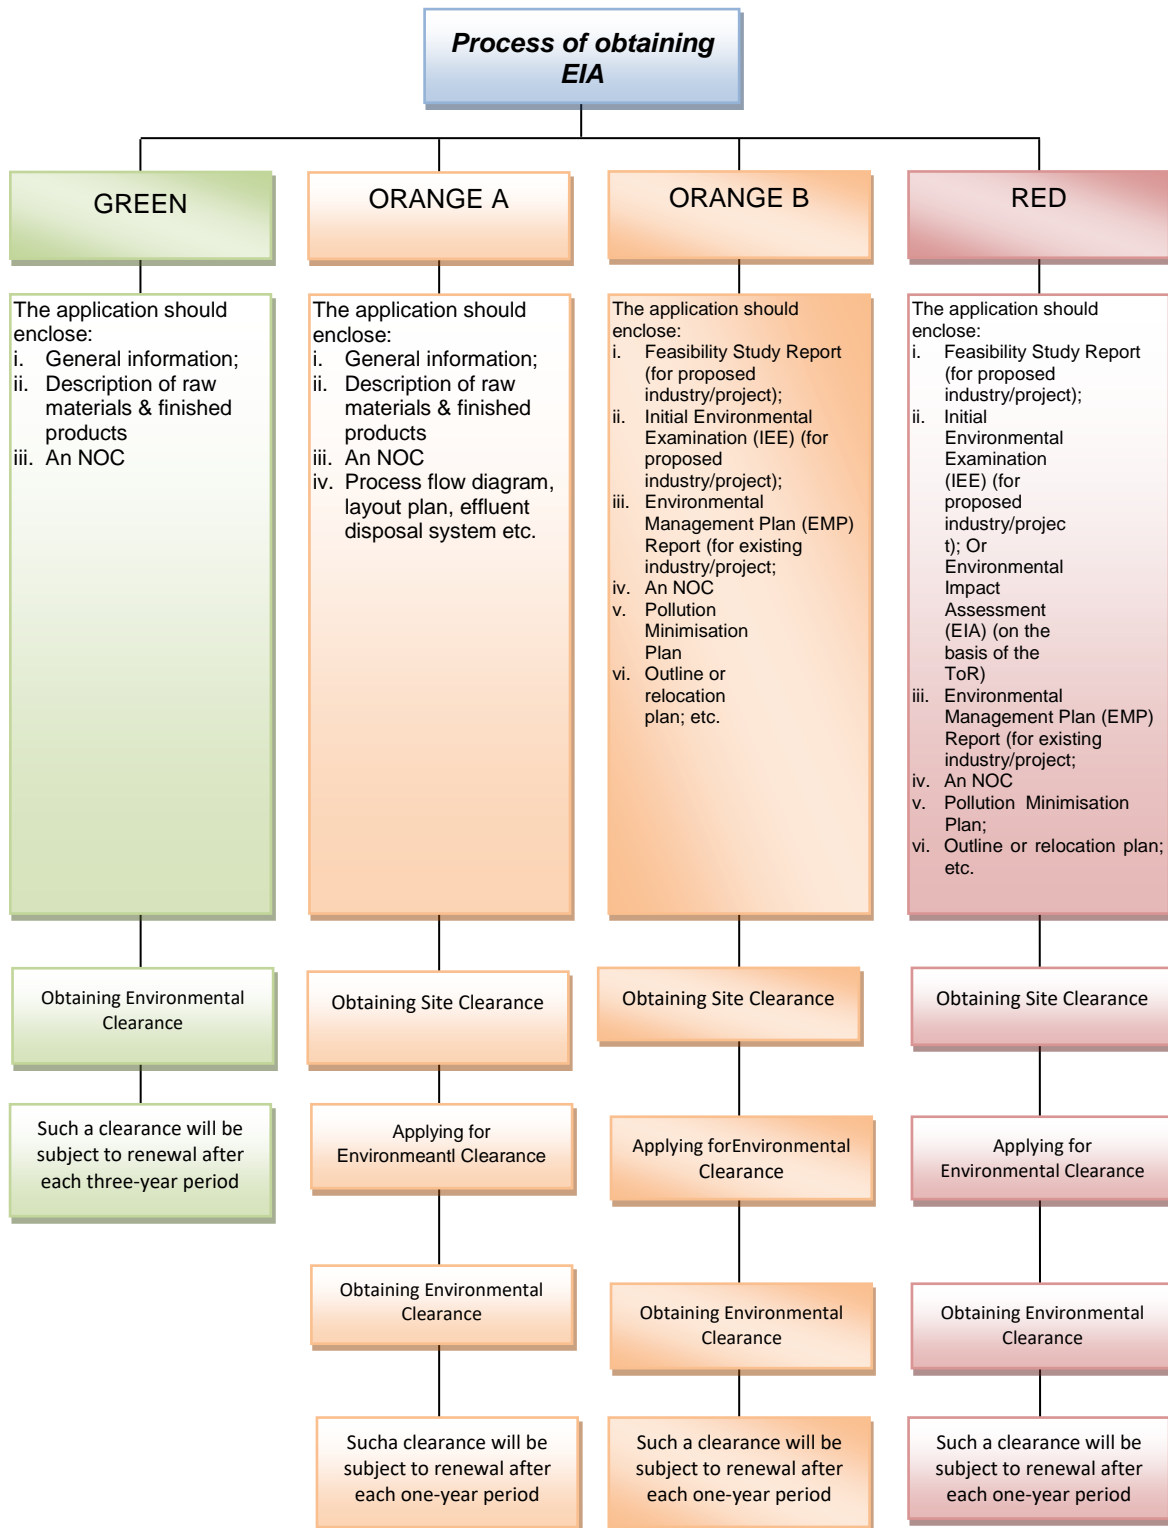 Process of obtaining
EIA
GREEN
ORANGE A
ORANGE B
RED
The application should
enclose:
i. General information;
ii. Description of raw
materials & finished
products
iii. An NOC
The application should
enclose:
i. General information;
ii. Description of raw
materials & finished
products
iii. An NOC
iv. Process flow diagram,
layout plan, effluent
disposal system etc.
The application should
enclose:
i. Feasibility Study Report
(for proposed
industry/project);
ii. Initial Environmental
Examination (IEE) (for
proposed
industry/project);
iii. Environmental
Management Plan (EMP)
Report (for existing
industry/project;
iv. An NOC
v. Pollution
Minimisation
Plan
vi. Outline or
relocation
plan; etc.
The application should
enclose:
i. Feasibility Study Report
(for proposed
industry/project);
ii. Initial
Environmental
Examination
(IEE) (for
proposed
industry/projec
t); Or
Environmental
Impact
Assessment
(EIA) (on the
basis of the
ToR)
iii. Environmental
Management Plan (EMP)
Report (for existing
industry/project;
iv. An NOC
v. Pollution Minimisation
Plan;
vi. Outline or relocation plan;
etc.
Obtaining Environmental
Clearance
Obtaining Site Clearance
Obtaining Site Clearance
Obtaining Site Clearance
Such a clearance will be
subject to renewal after
each three-year period
Applying for
Environmeantl Clearance
Applying forEnvironmental
Clearance
Applying for
Environmental Clearance
Obtaining Environmental
Clearance
Obtaining Environmental
Clearance
Obtaining Environmental
Clearance
Sucha clearance will be
subject to renewal after
each one-year period
Such a clearance will be
subject to renewal after
each one-year period
Such a clearance will be
subject to renewal after
each one-year period